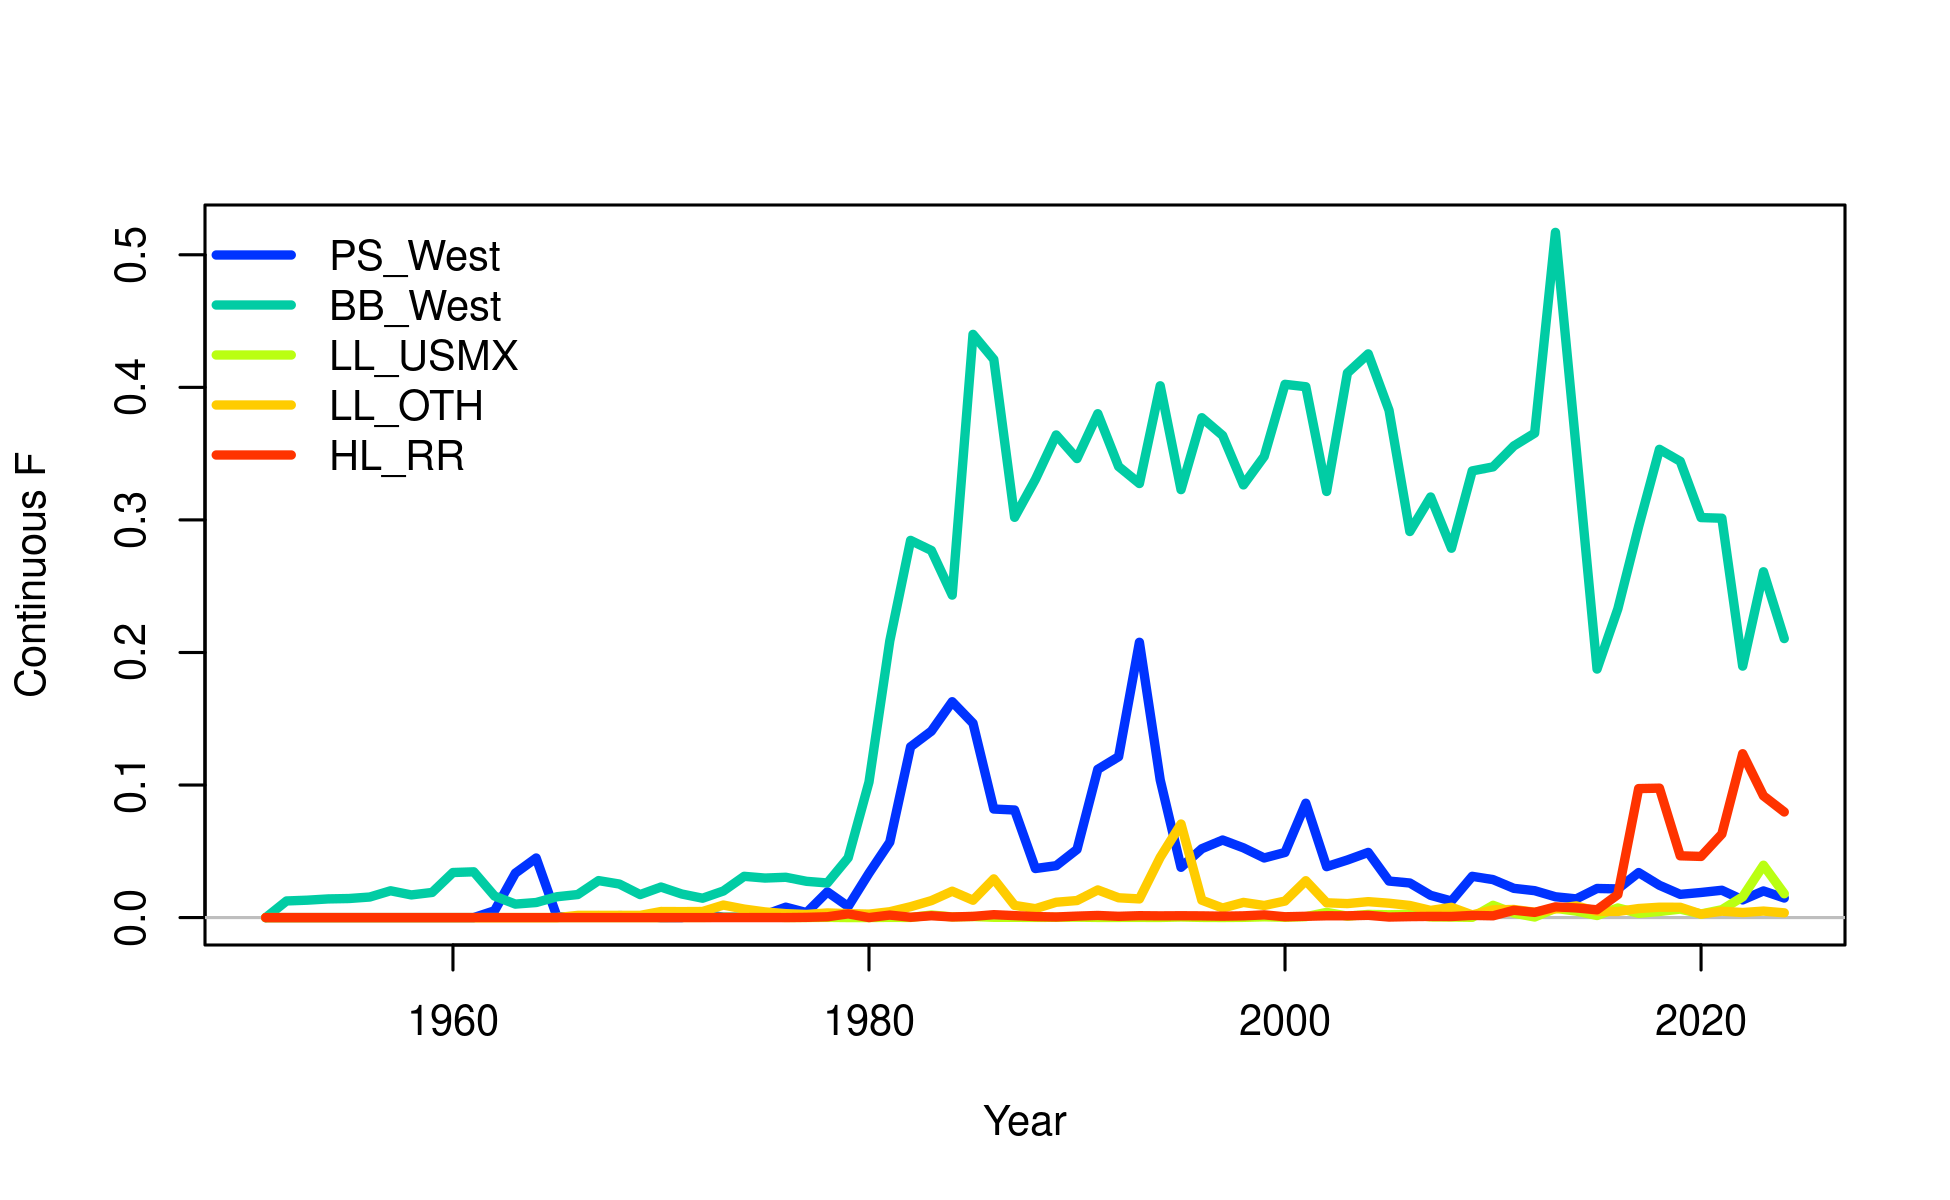 PS_West
BB_West
LL_USMX
LL_OTH
HL_RR
Continuous F
0.5
0.4
0.3
0.2
0.1
0.0
1960 1980 2000 2020
Year